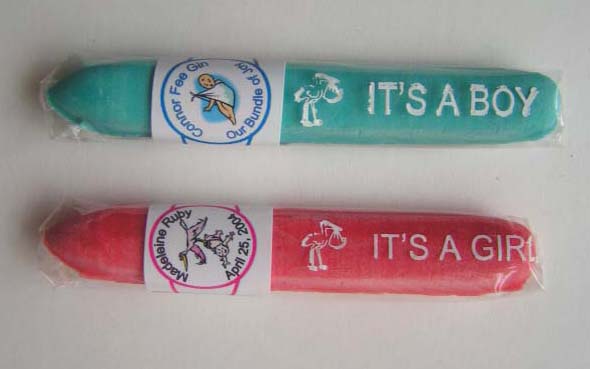 Connor Fee Gin
Our Bundle of Joy
IT'S A BOY
Madeleine Ruby
April 25, 2004
IT'S A GIRL